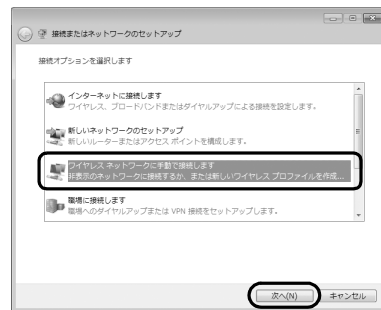 接続またはネットワークのセットアップ
接続オプションを選択します
インターネットに接続します
ワイヤレス、ブロードバンドまたはダイヤルアップによる接続を設定します。
新しいネットワークのセットアップ
新しいルーターまたはアクセス ポイントを構成します。
ワイヤレス ネットワークに手動で接続します
非表示のネットワークに接続するか、または新しいワイヤレス プロファイルを作成...
職場に接続します
職場へのダイヤルアップまたは VPN 接続をセットアップします。
次へ(N)
キャンセル